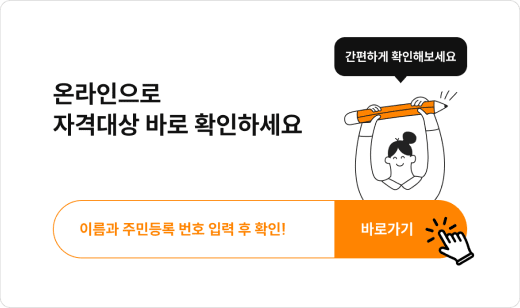 간편하게 확인해보세요
온라인으로
자격대상 바로 확인하세요
이름과 주민등록 번호 입력 후 확인!
바로가기